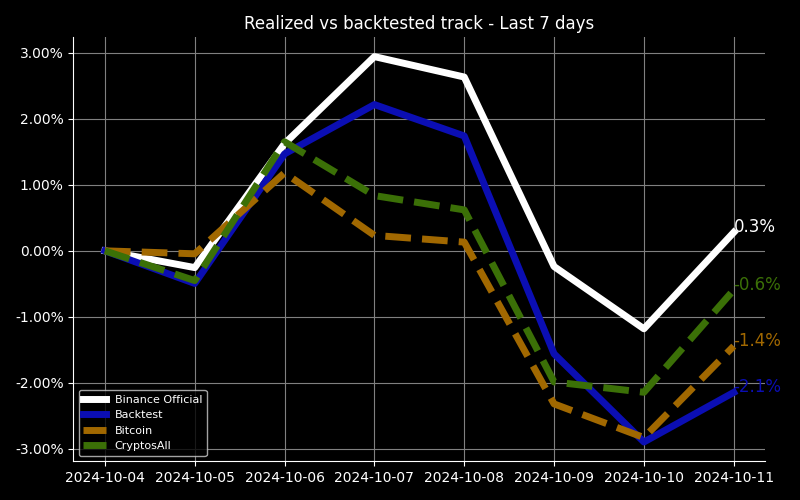 Realized vs backtested track - Last 7 days
3.00%
2.00%
1.00%
0.00%
-1.00%
-2.00%
-3.00%
0.3%
-0.6%
-1.4%
-2.1%
Binance Official
Backtest
Bitcoin
CryptosAll
2024-10-04 2024-10-05 2024-10-06 2024-10-07 2024-10-08 2024-10-09 2024-10-10 2024-10-11